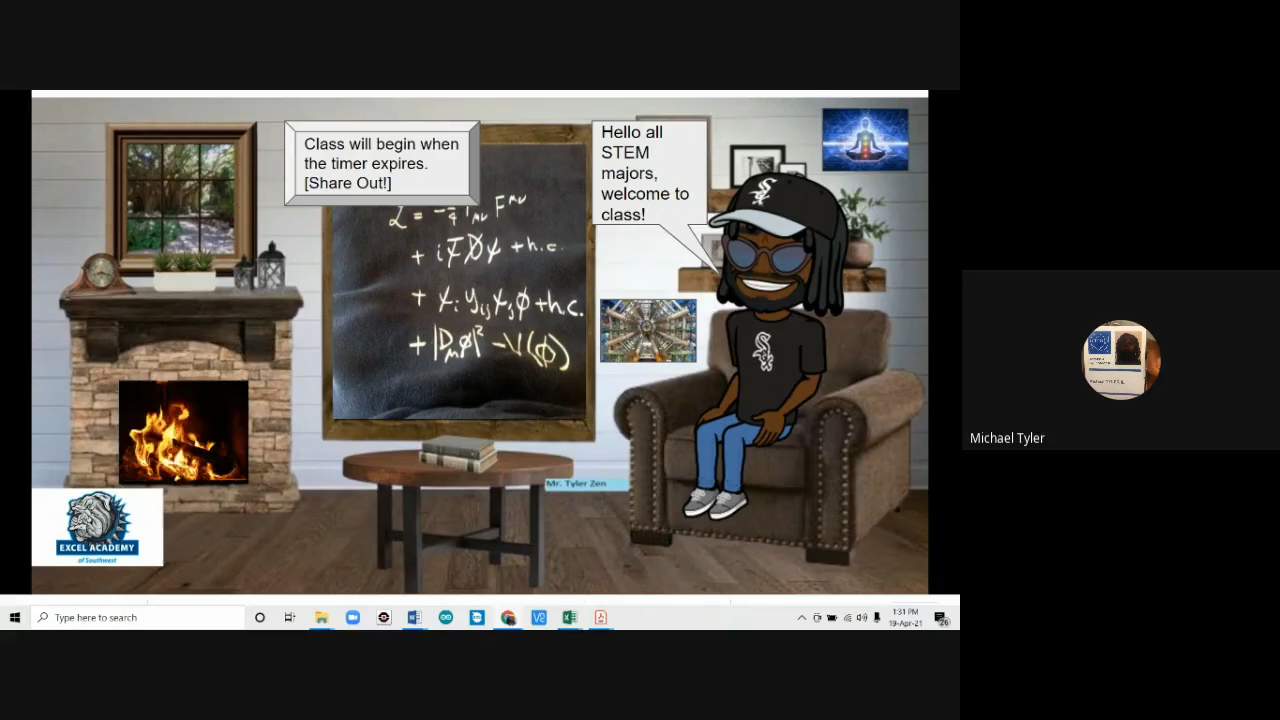 Class will begin when
the timer expires.
[Share Out!]
Hello all
STEM
majors,
welcome to
class!
+ h.c.
+ h.c.
Mr. Tyler Zen
EXCEL ACADEMY
of Southwest
Michael Tyler
Type here to search
1:31 PM
19-Apr-21
26